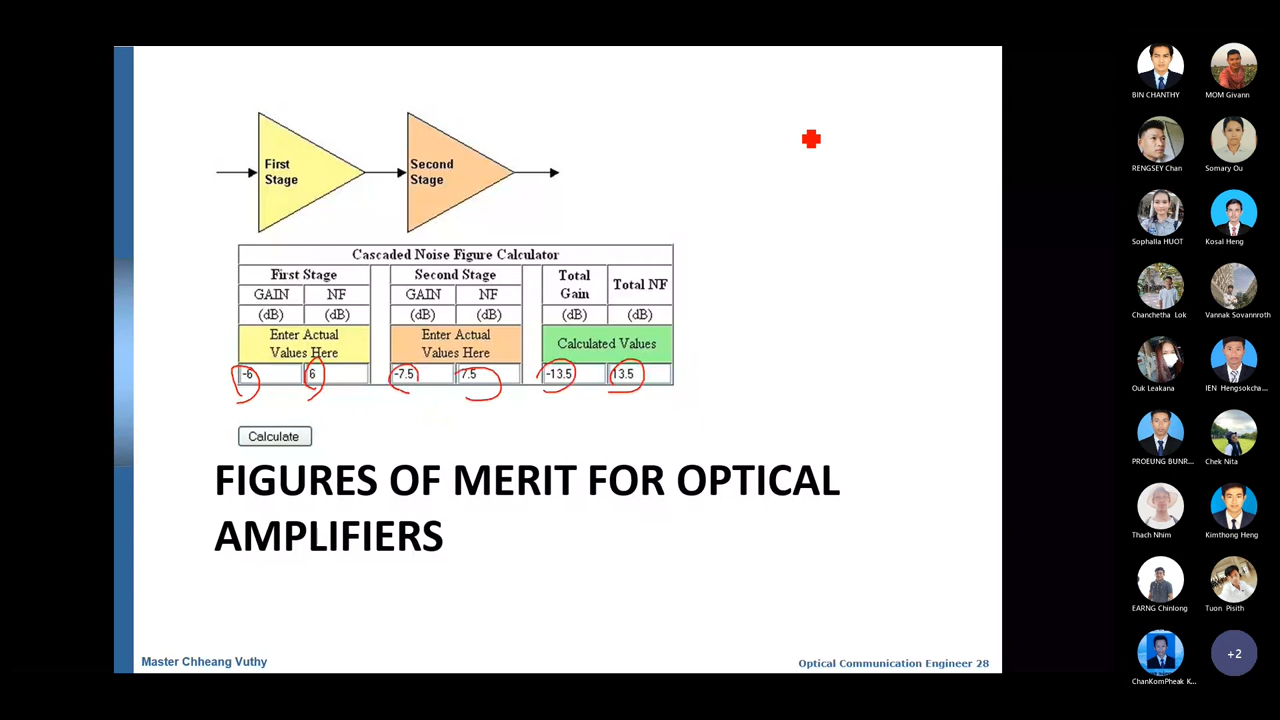 First
Stage
Second
Stage
Cascaded Noise Figure Calculator
First Stage
Second Stage
Total
Gain
Total NF
GAIN
NF
GAIN
NF
(dB)
(dB)
(dB)
(dB)
(dB)
(dB)
Enter Actual
Values Here
Enter Actual
Values Here
Calculated Values
-6
6
-7.5
7.5
-13.5
13.5
Calculate
FIGURES OF MERIT FOR OPTICAL
AMPLIFIERS
Master Chheang Vuthy
Optical Communication Engineer 28
BIN CHANTHY
MOM Givann
RENGSEY Chan
Somary Ou
Sophalla HUOT
Kosal Heng
Chanchetha Lok
Vannak Sovannroth
Ouk Leakana
IEN Hengsokcha...
PROEUNG BUNR...
Chek Nita
Thach Nhim
Kimthong Heng
EARNG Chinlong
Tuon Pisith
ChanKomPheak K...
+2